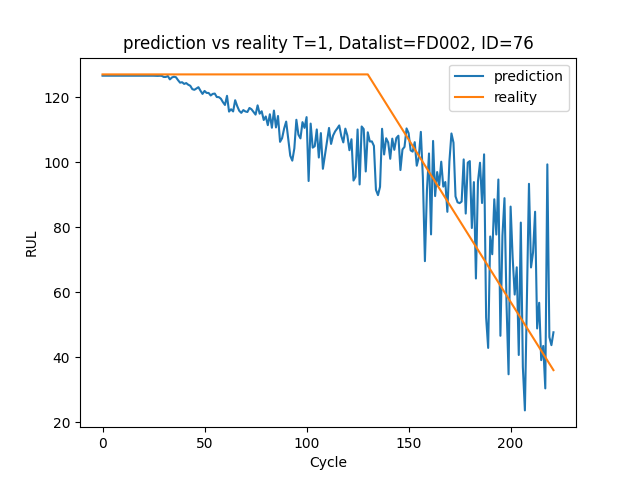 prediction vs reality T=1, Datalist=FD002, ID=76
prediction
reality
120
100
80
60
40
20
RUL
0
50
100
150
200
Cycle